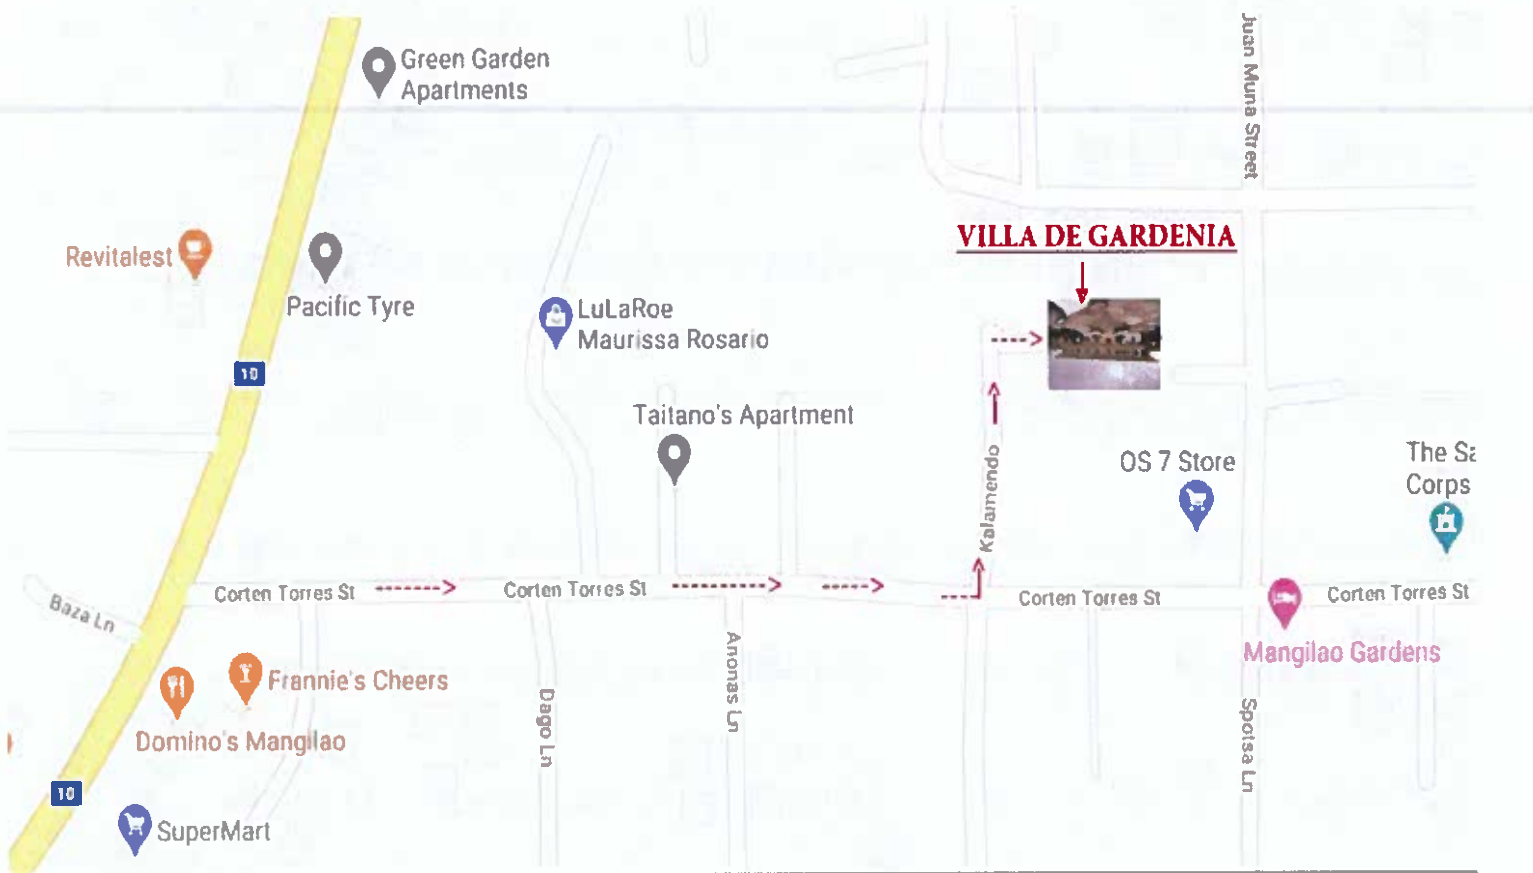 Green Garden
Apartments
Juan Muna Street
Revitalest
VILLA DE GARDENIA
Pacific Tyre
LuLaRoe
Maurissa Rosario
10
Taitano's Apartment
OS 7 Store
The Sa
Corps
Kalamendo
Corten Torres St
Corten Torres St
Corten Torres St
Corten Torres St
Baza Ln
Mangilao Gardens
Frannie's Cheers
Anonas Ln
Dago Ln
Spotsa Ln
Domino's Mangilao
10
SuperMart